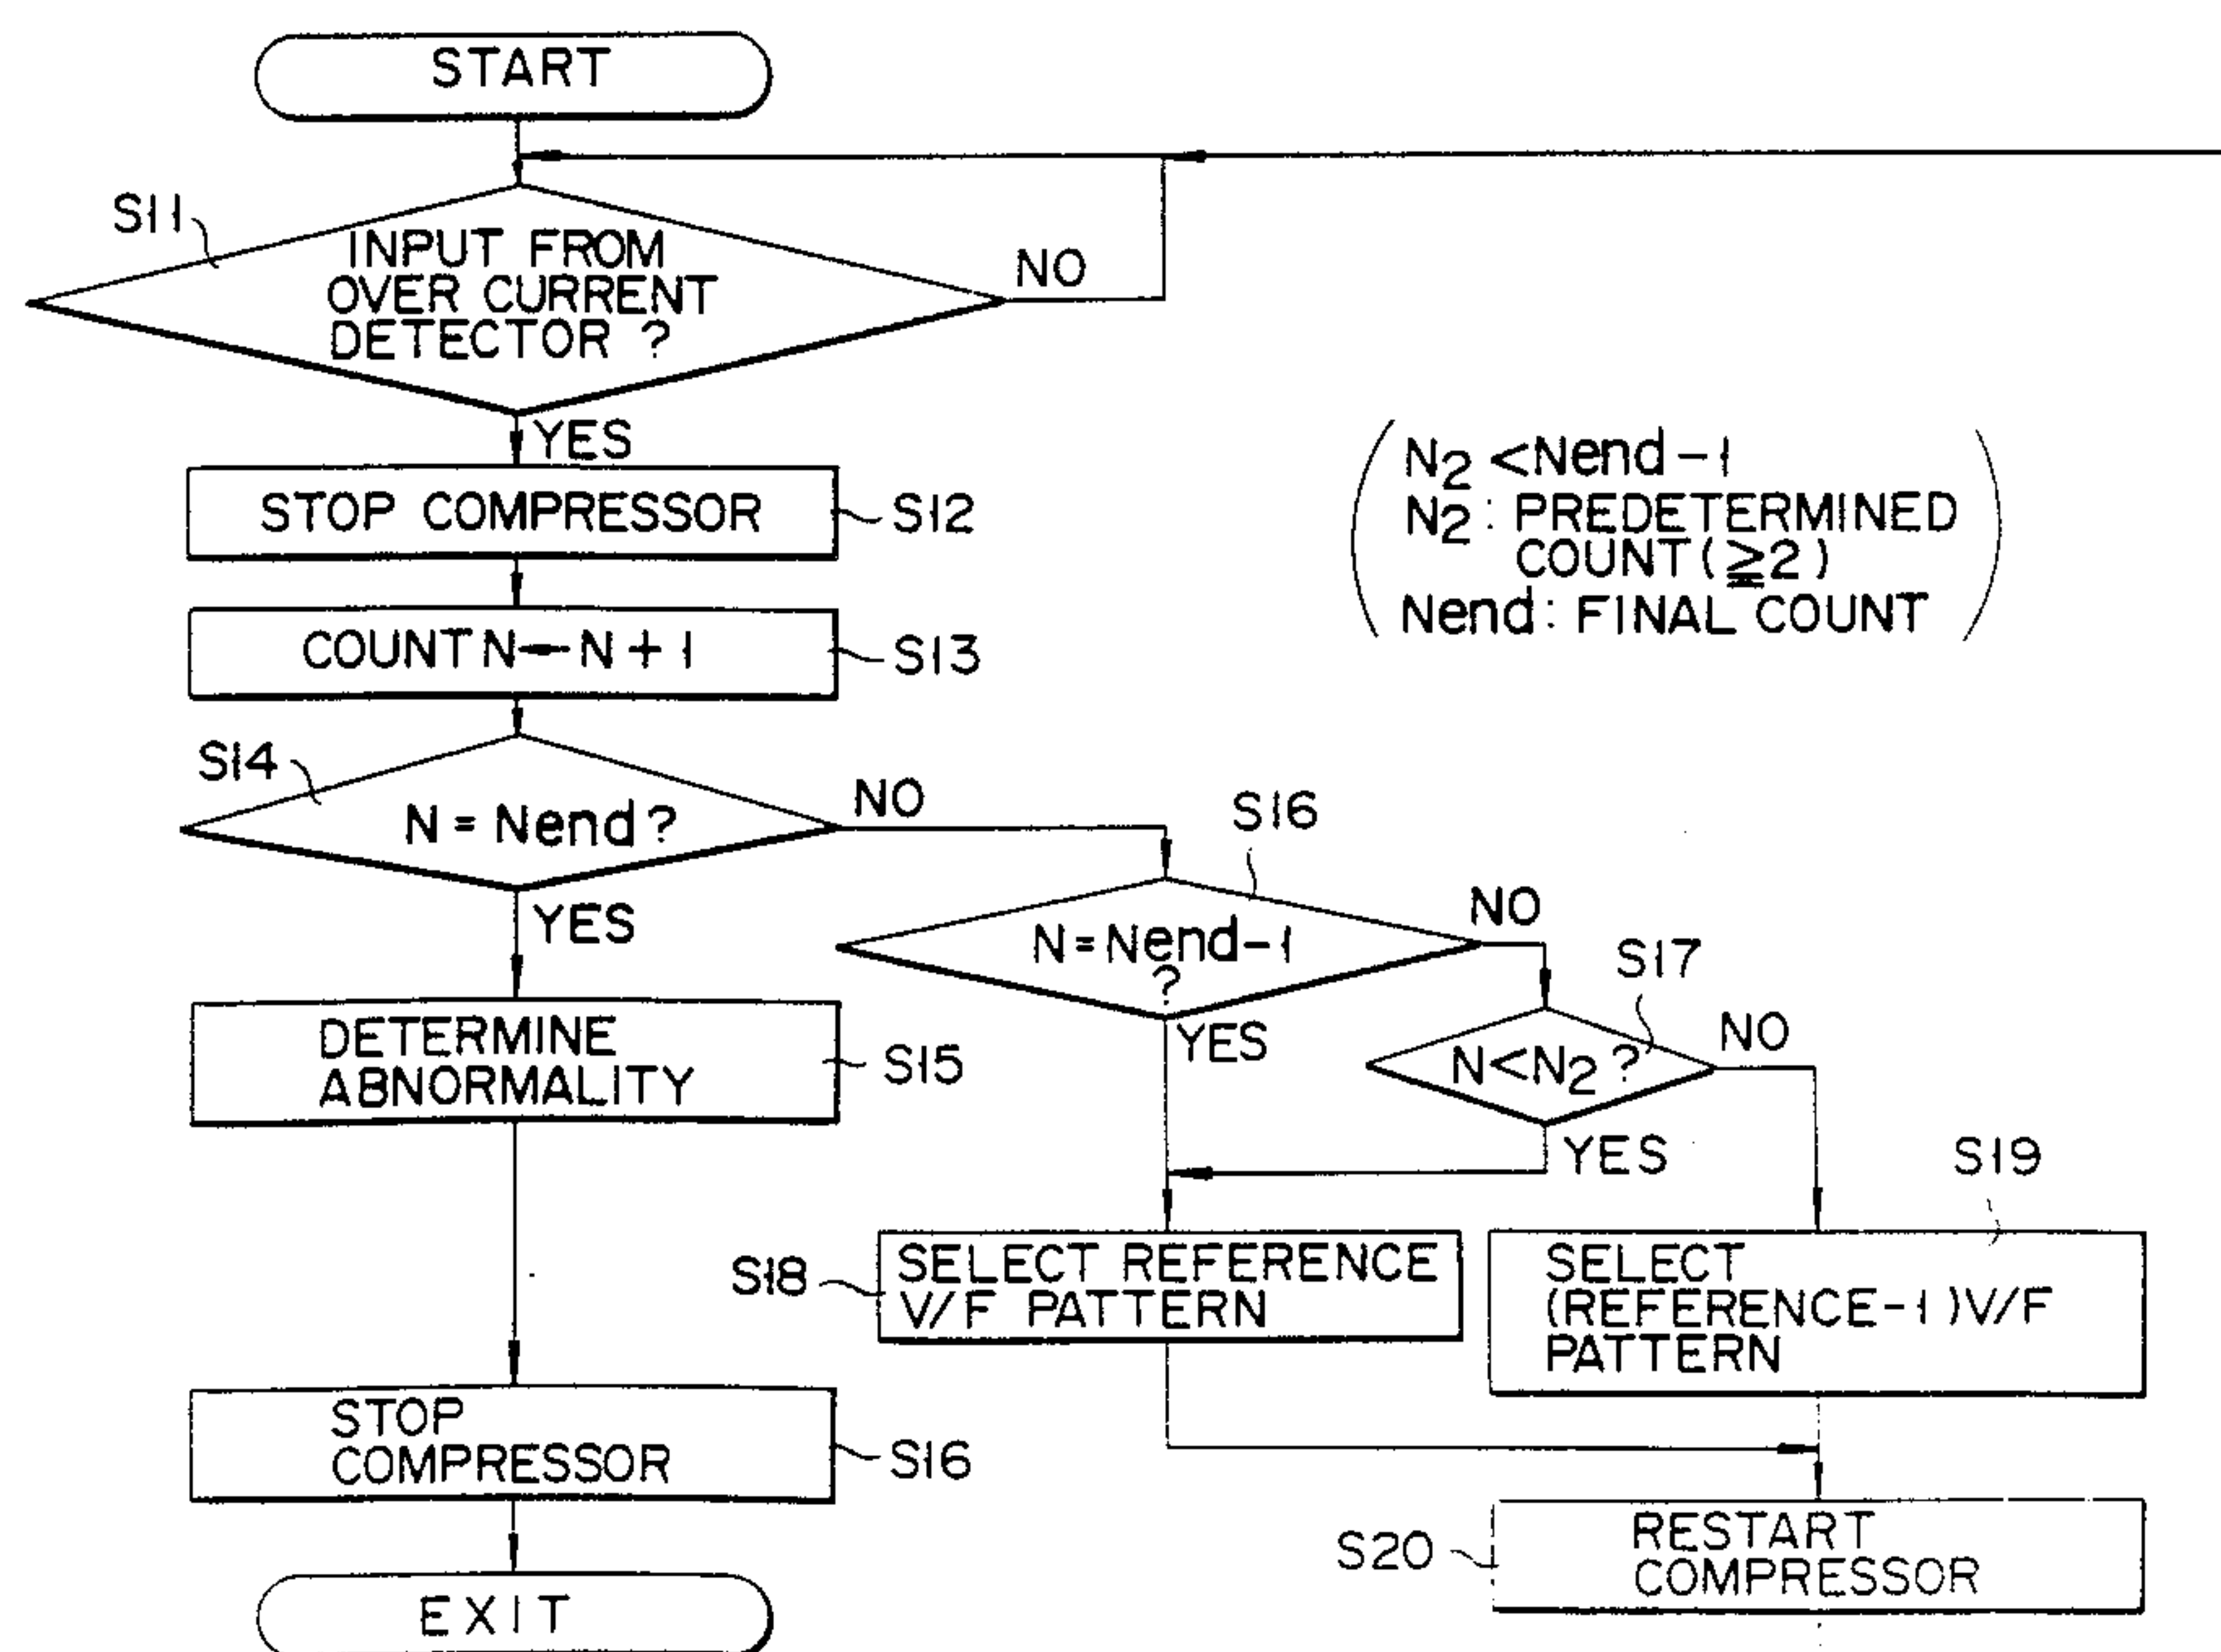 START
S11
INPUT FROM
OVER CURRENT
DETECTOR ?
NO
YES
STOP COMPRESSOR
S12
N2 <Nend-1
N2 : PREDETERMINED
COUNT (≧2)
Nend : FINAL COUNT
COUNT N←N + 1
S13
S14
N = Nend ?
NO
YES
S16
N = Nend-1
?
NO
YES
S17
N<N2 ?
NO
YES
DETERMINE
ABNORMALITY
S15
S18
SELECT REFERENCE
V/F PATTERN
S19
SELECT
(REFERENCE-1)V/F
PATTERN
STOP
COMPRESSOR
S16
S20
RESTART
COMPRESSOR
EXIT